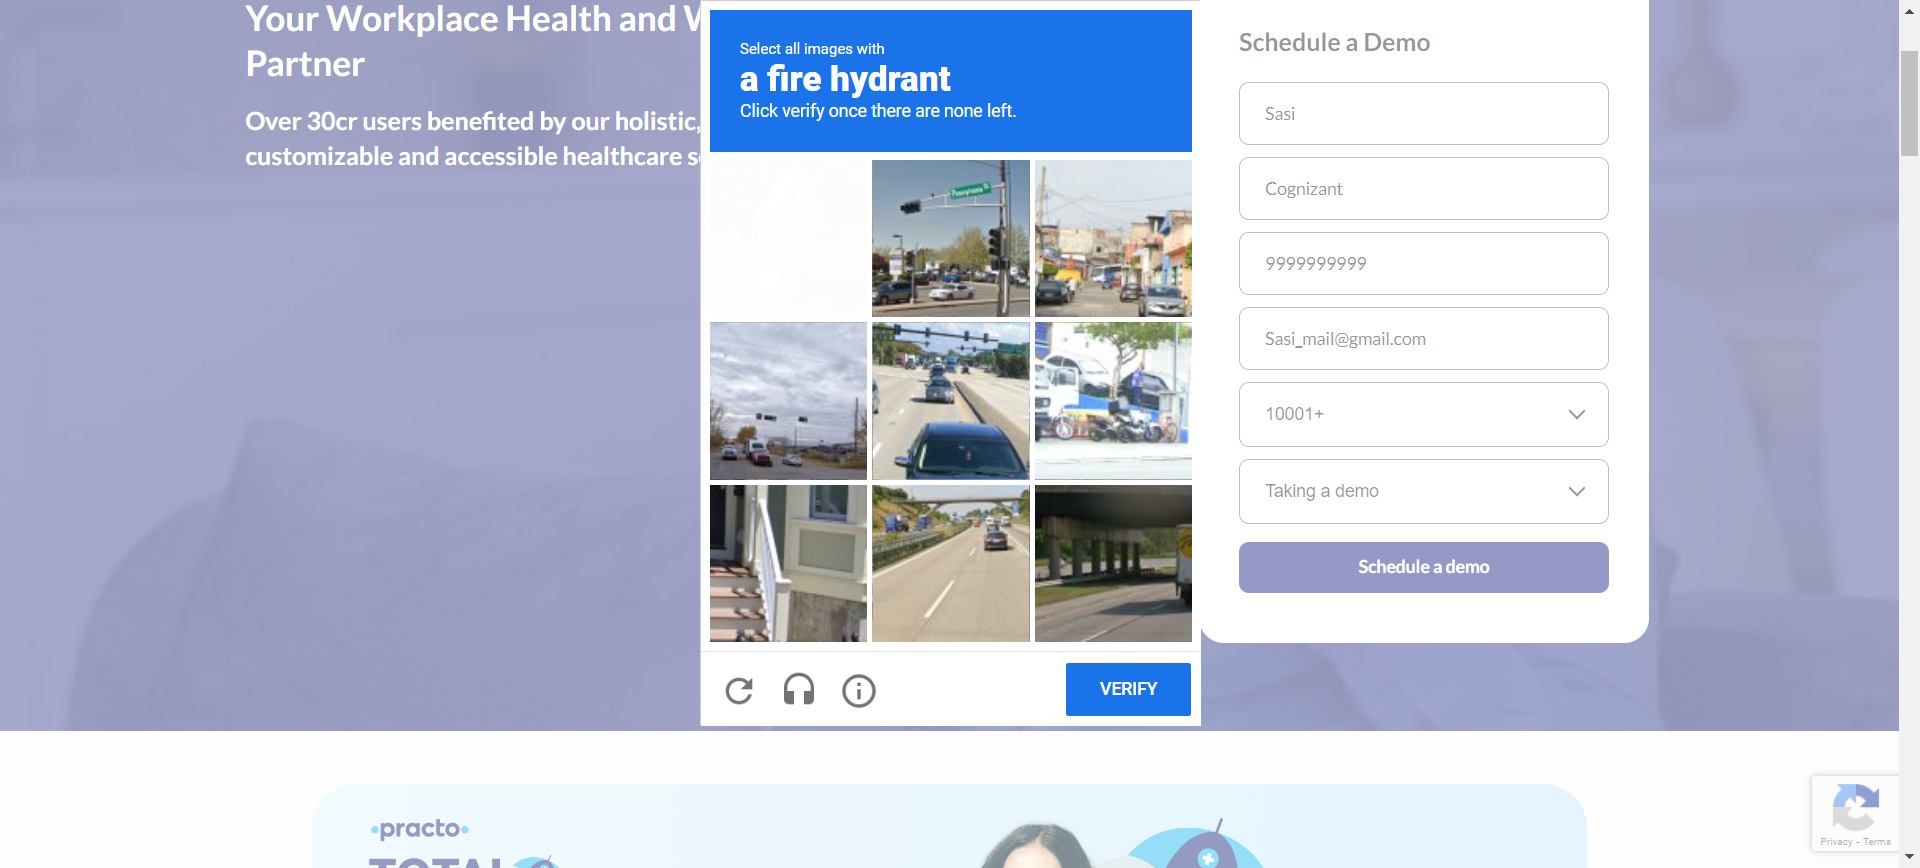 Your Workplace Health and W
Partner
Over 30cr users benefited by our holistic,
customizable and accessible healthcare s
Select all images with
a fire hydrant
Click verify once there are none left.
Pennsylvania
VERIFY
Schedule a Demo
Sasi
Cognizant
9999999999
Sasi_mail@gmail.com
10001+
Taking a demo
Schedule a demo
practo
TOTAL
Privacy - Terms